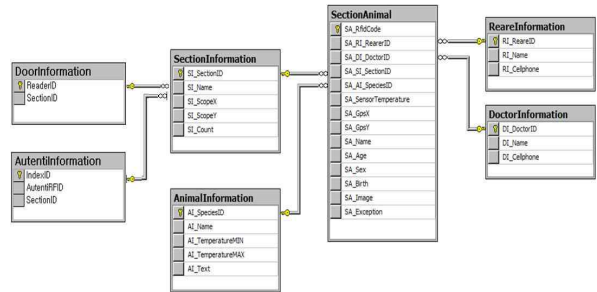 DoorInformation
ReaderID
SectionID
AutentiInformation
IndexID
AutentiRFID
SectionID
SectionInformation
SI_SectionID
SI_Name
SI_ScopeX
SI_ScopeY
SI_Count
AnimalInformation
AI_SpeciesID
AI_Name
AI_TemperatureMIN
AI_TemperatureMAX
AI_Text
SectionAnimal
SA_RfidCode
SA_RI_RearerID
SA_DI_DoctorID
SA_SI_SectionID
SA_AI_SpeciesID
SA_SensorTemperature
SA_GpsX
SA_GpsY
SA_Name
SA_Age
SA_Sex
SA_Birth
SA_Image
SA_Exception
ReareInformation
RI_ReareID
RI_Name
RI_Cellphone
DoctorInformation
DI_DoctorID
DI_Name
DI_Cellphone